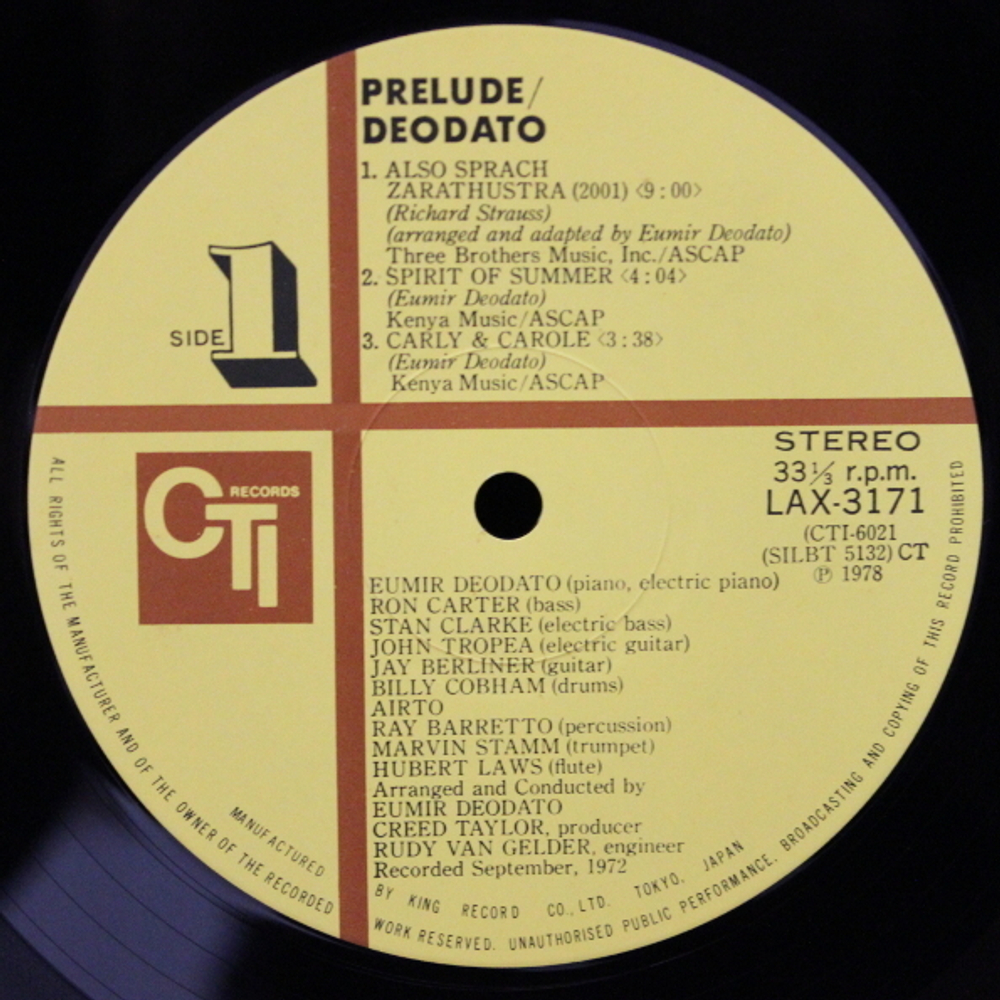 PRELUDE/
DEODATO
1. ALSO SPRACH
ZARATHUSTRA (2001) <9:00>
(Richard Strauss)
(arranged and adapted by Eumir Deodato)
Three Brothers Music, Inc./ASCAP
2. SPIRIT OF SUMMER <4:04>
(Eumir Deodato)
Kenya Music/ASCAP
3. CARLY & CAROLE <3:38>
(Eumir Deodato)
Kenya Music/ASCAP
SIDE 1
CTI RECORDS
STEREO
33⅓ r.p.m.
LAX-3171
(CTI-6021
(SILBT 5132) CT
℗ 1978
EUMIR DEODATO (piano, electric piano)
RON CARTER (bass)
STAN CLARKE (electric bass)
JOHN TROPEA (electric guitar)
JAY BERLINER (guitar)
BILLY COBHAM (drums)
AIRTO
RAY BARRETTO (percussion)
MARVIN STAMM (trumpet)
HUBERT LAWS (flute)
Arranged and Conducted by
EUMIR DEODATO
CREED TAYLOR, producer
RUDY VAN GELDER, engineer
Recorded September, 1972
MANUFACTURED BY KING RECORD CO., LTD. TOKYO, JAPAN
ALL RIGHTS OF THE MANUFACTURER AND OF THE OWNER OF THE RECORDED WORK RESERVED. UNAUTHORISED PUBLIC PERFORMANCE, BROADCASTING AND COPYING OF THIS RECORD PROHIBITED